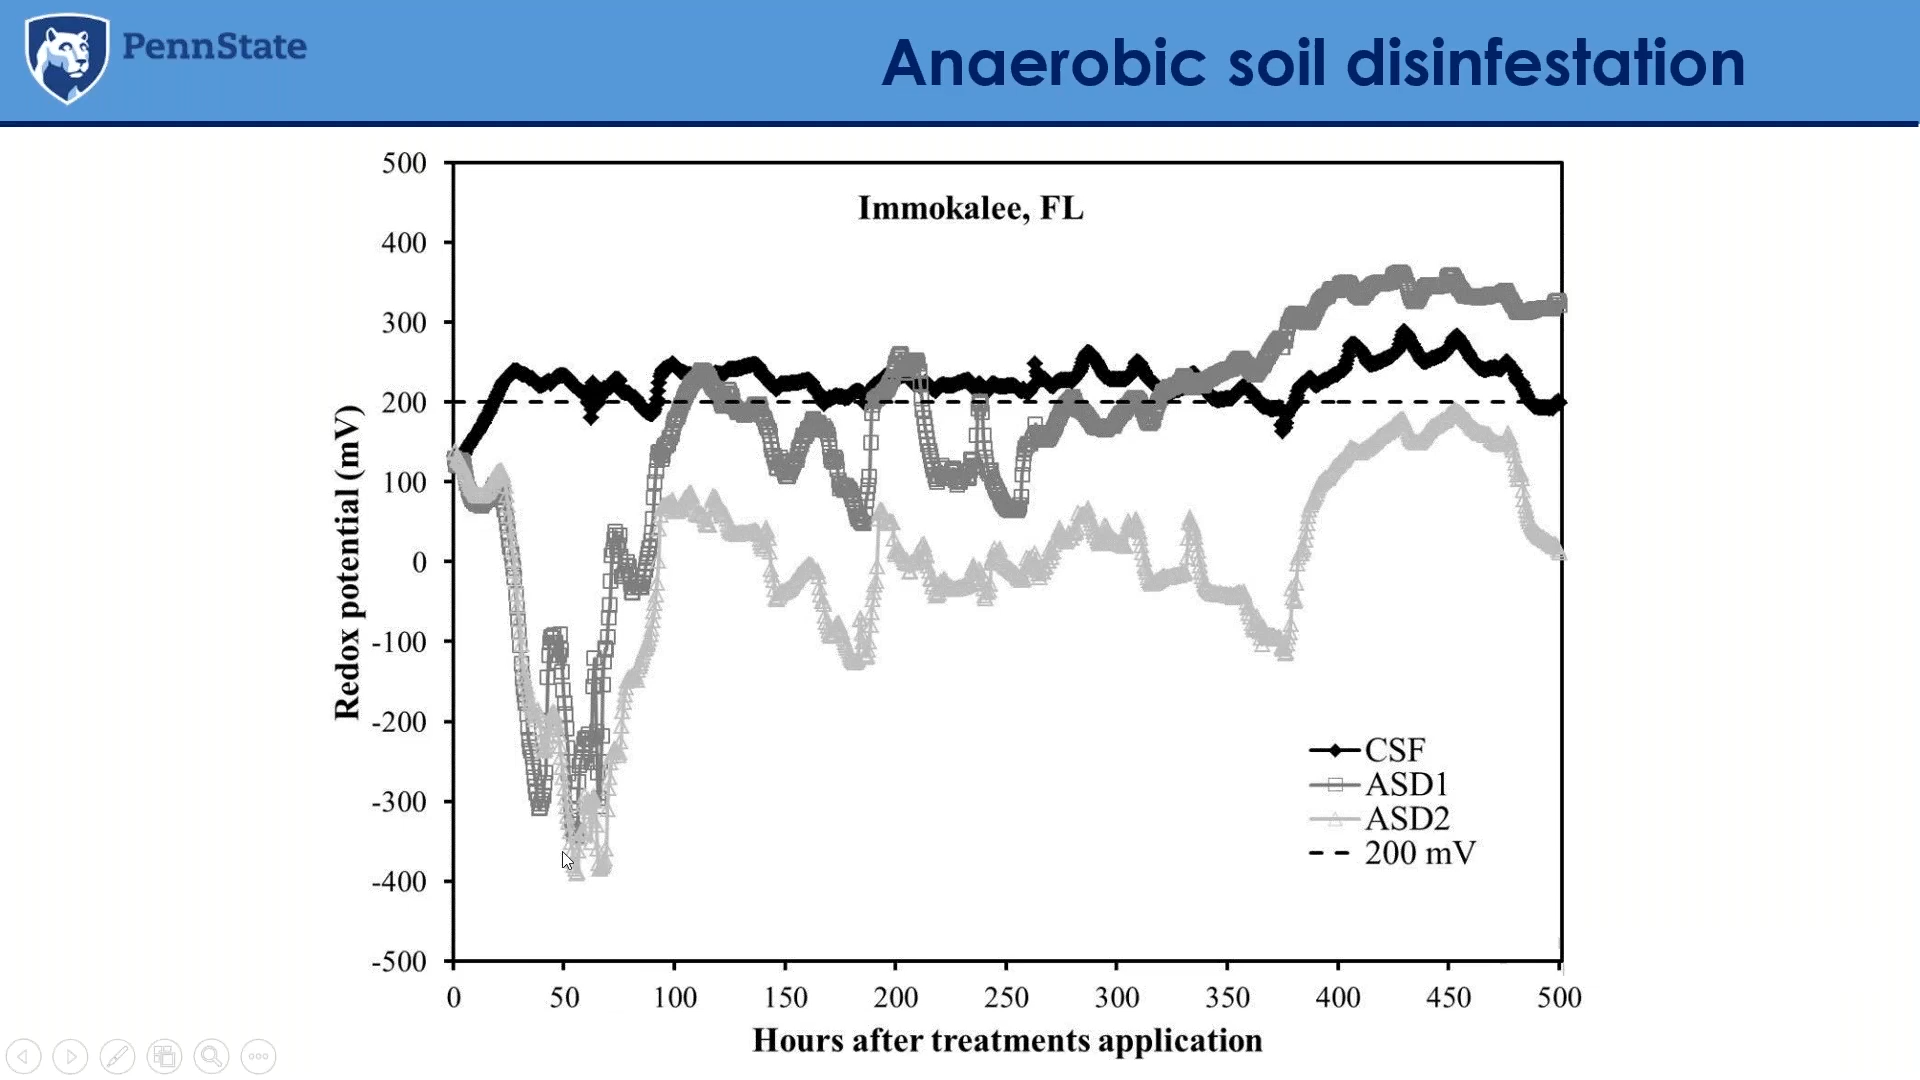 PennState
Anaerobic soil disinfestation
Immokalee, FL
500
400
300
200
100
0
-100
-200
-300
-400
-500
Redox potential (mV)
CSF
ASD1
ASD2
200 mV
0 50 100 150 200 250 300 350 400 450 500
Hours after treatments application